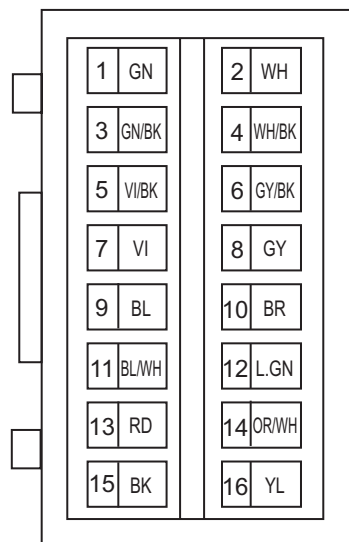 1 GN 2 WH
3 GN/BK 4 WH/BK
5 VI/BK 6 GY/BK
7 VI 8 GY
9 BL 10 BR
11 BL/WH 12 L.GN
13 RD 14 OR/WH
15 BK 16 YL